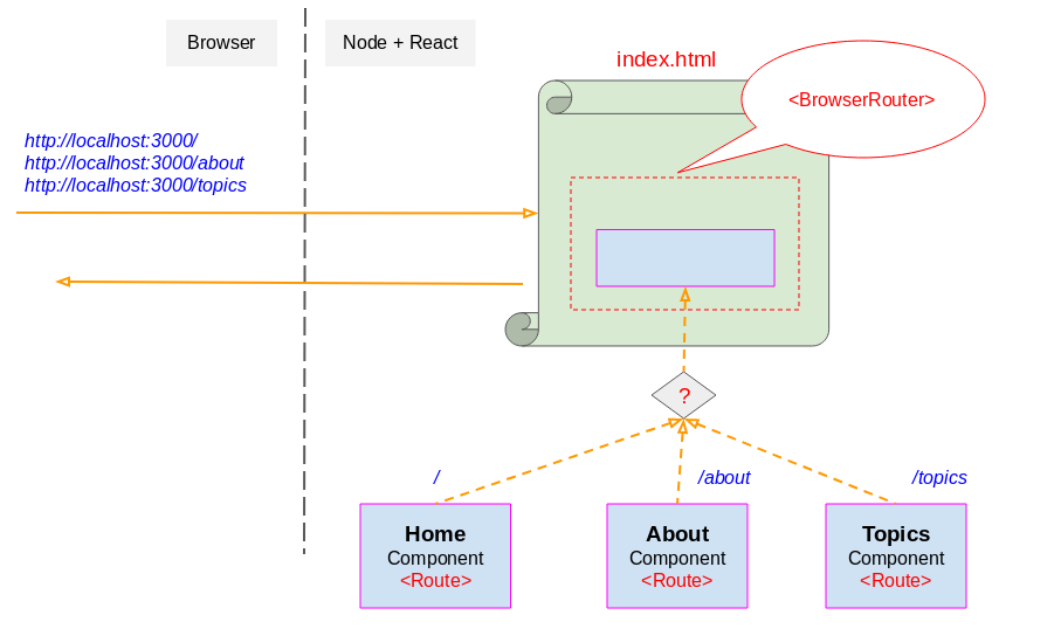 Browser
Node + React
index.html
<BrowserRouter>
http://localhost:3000/
http://localhost:3000/about
http://localhost:3000/topics
?
/
/about
/topics
Home
Component
<Route>
About
Component
<Route>
Topics
Component
<Route>